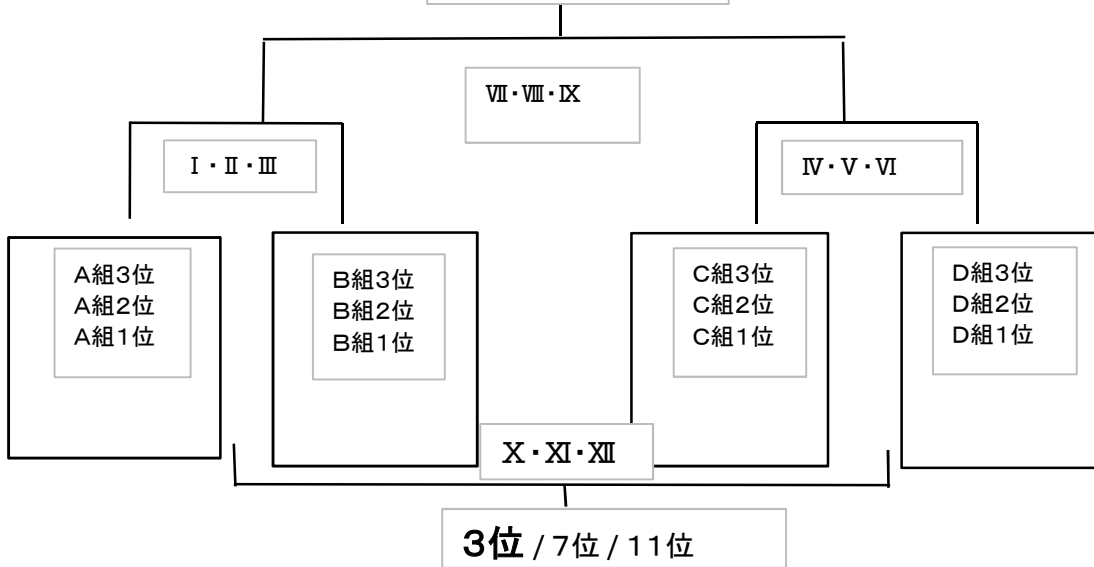 Ⅶ・Ⅷ・Ⅸ
Ⅰ・Ⅱ・Ⅲ
Ⅳ・Ⅴ・Ⅵ
A組3位
A組2位
A組1位
B組3位
B組2位
B組1位
C組3位
C組2位
C組1位
D組3位
D組2位
D組1位
Ⅹ・Ⅺ・Ⅻ
3位 / 7位 / 11位